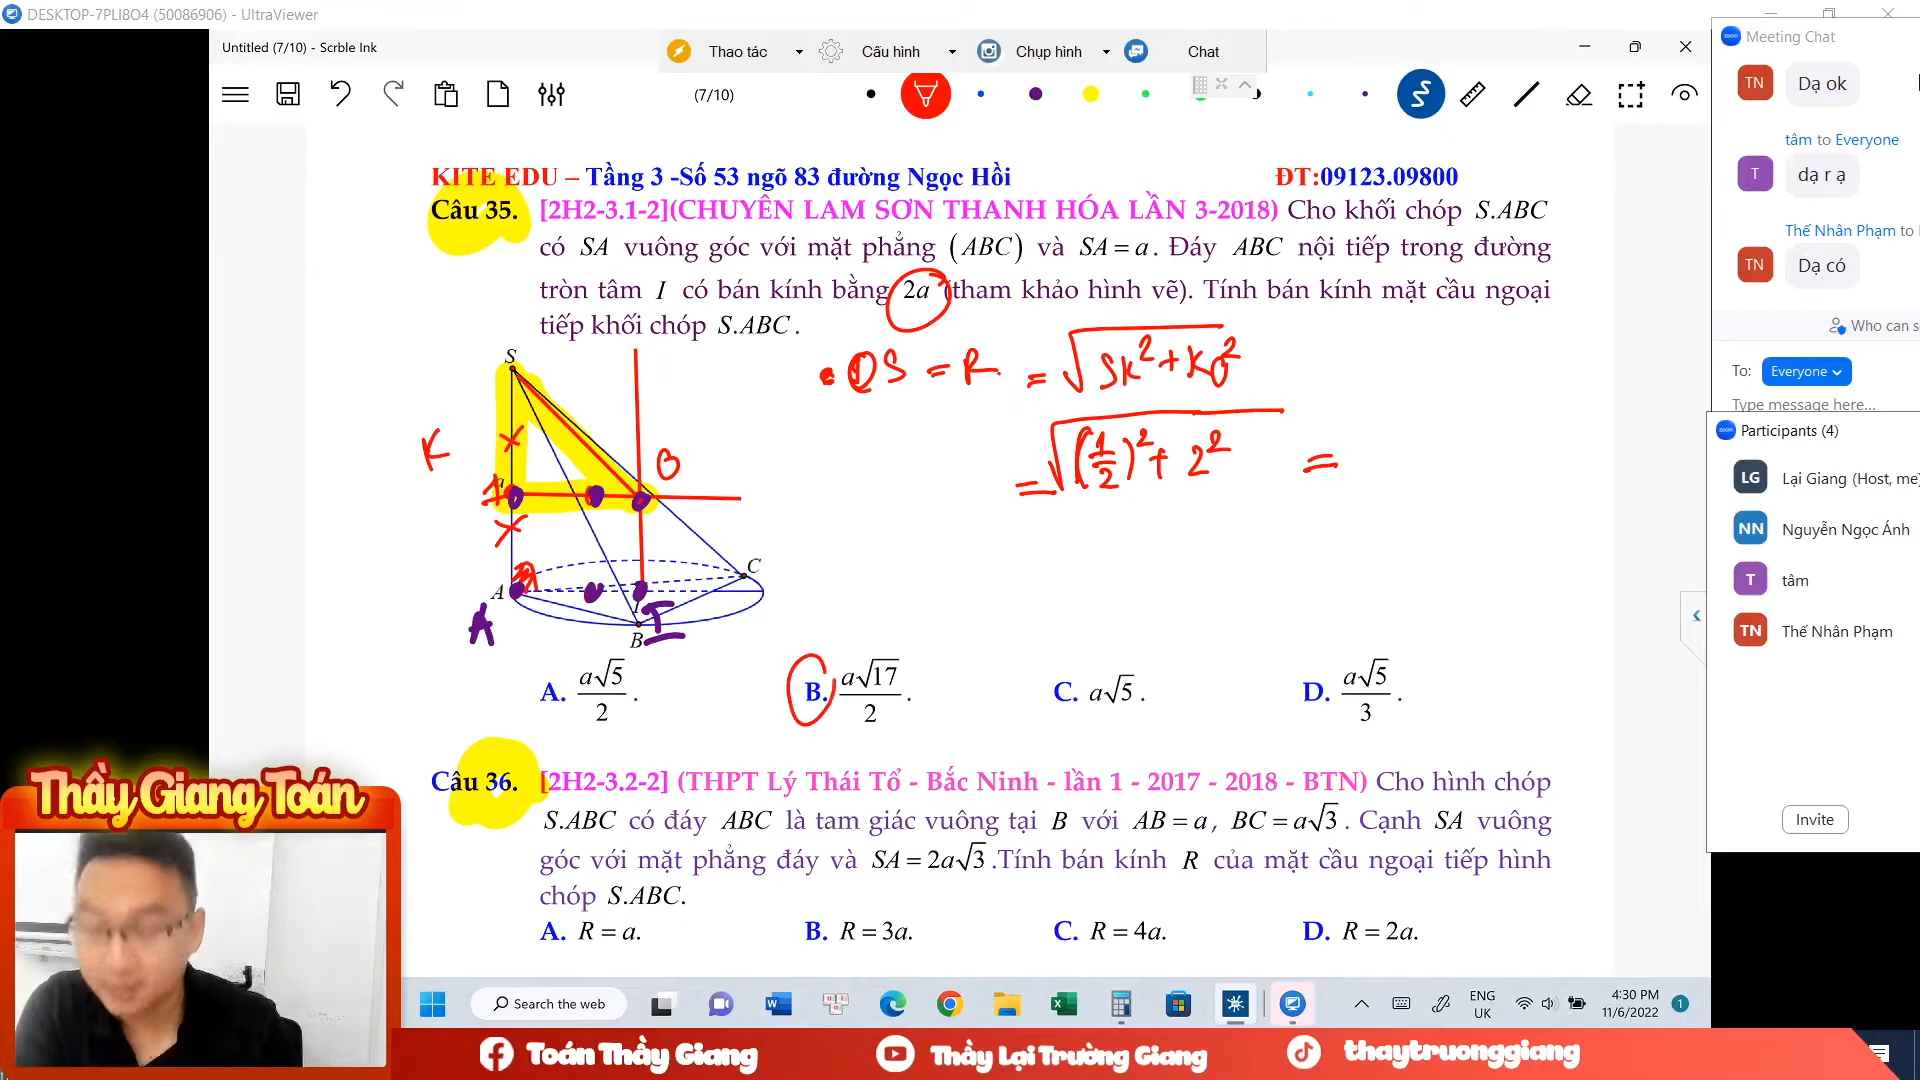 DESKTOP-7PLI8O4 (50086906) - UltraViewer
Untitled (7/10) - Scrble Ink
Thao tác
Cấu hình
Chụp hình
Chat
(7/10)
KITE EDU – Tầng 3 -Số 53 ngõ 83 đường Ngọc Hồi ĐT:09123.09800
Câu 35. [2H2-3.1-2](CHUYÊN LAM SƠN THANH HÓA LẦN 3-2018) Cho khối chóp S.ABC
có SA vuông góc với mặt phẳng (ABC) và SA = a. Đáy ABC nội tiếp trong đường
tròn tâm I có bán kính bằng 2a (tham khảo hình vẽ). Tính bán kính mặt cầu ngoại
tiếp khối chóp S.ABC.
OS = R = √(SK² + KO²)
= √((1/2)² + 2²) =
S
K
O
a
A
A
C
I
I
B
A. a√5/2. B. a√17/2. C. a√5. D. a√5/3.
Câu 36. [2H2-3.2-2] (THPT Lý Thái Tổ - Bắc Ninh - lần 1 - 2017 - 2018 - BTN) Cho hình chóp
S.ABC có đáy ABC là tam giác vuông tại B với AB = a, BC = a√3. Cạnh SA vuông
góc với mặt phẳng đáy và SA = 2a√3.Tính bán kính R của mặt cầu ngoại tiếp hình
chóp S.ABC.
A. R = a. B. R = 3a. C. R = 4a. D. R = 2a.
Meeting Chat
TN Dạ ok
tâm to Everyone
T dạ r ạ
Thế Nhân Phạm to
TN Dạ có
Who can s
To: Everyone
Type message here...
zoom Participants (4)
LG Lại Giang (Host, me)
NN Nguyễn Ngọc Ánh
T tâm
TN Thế Nhân Phạm
Invite
Thầy Giang Toán
Search the web
ENG
UK
4:30 PM
11/6/2022
1
Toán Thầy Giang
Thầy Lại Trường Giang
thaytruonggiang